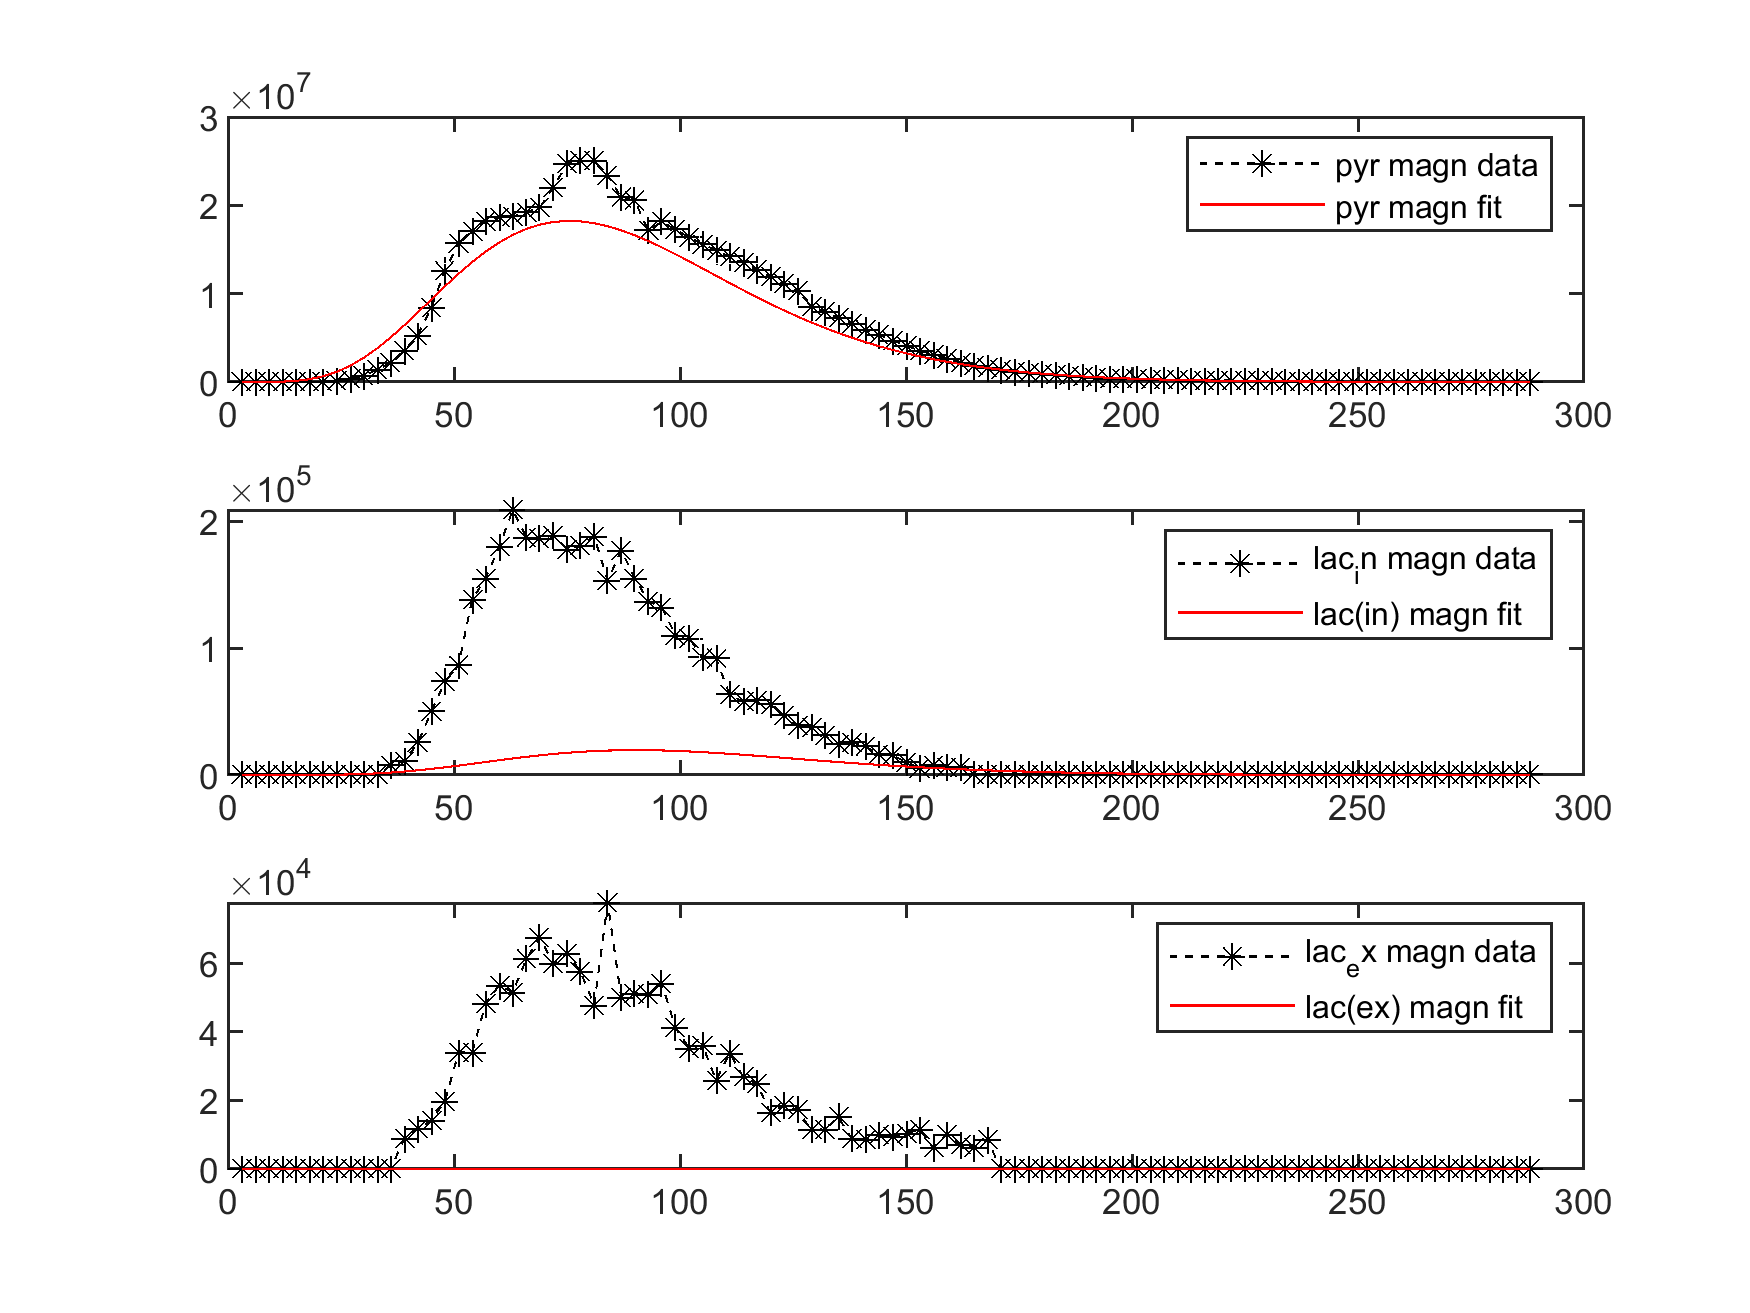 ×10^7
3
2
1
0
0 50 100 150 200 250 300
pyr magn data
pyr magn fit
×10^5
2
1
0
0 50 100 150 200 250 300
lac_in magn data
lac(in) magn fit
×10^4
6
4
2
0
0 50 100 150 200 250 300
lac_ex magn data
lac(ex) magn fit